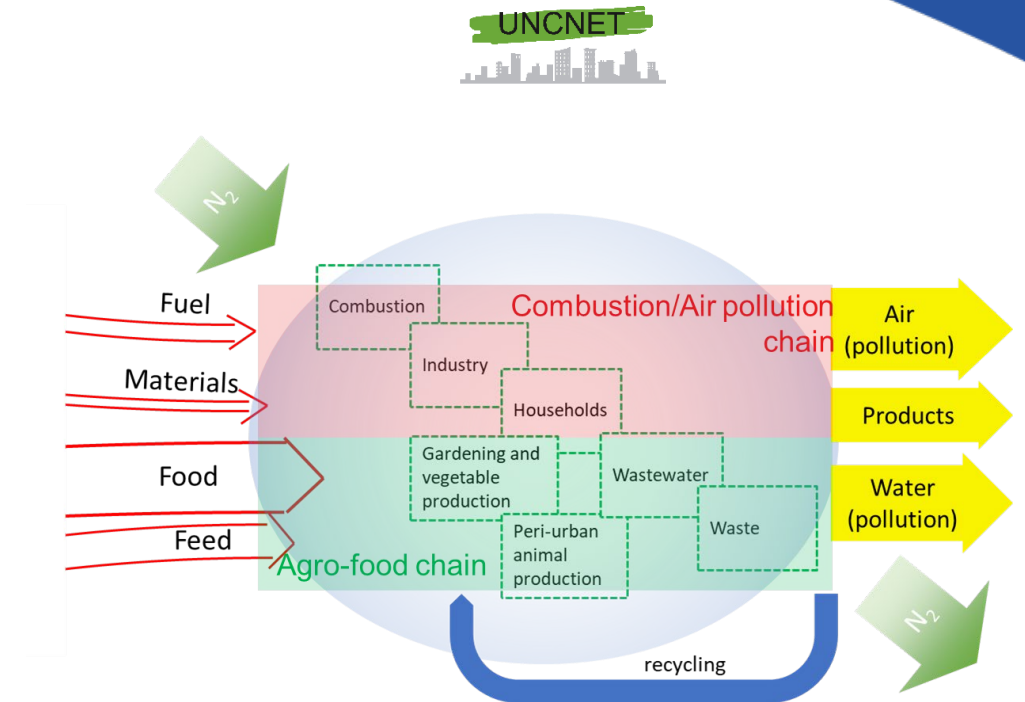 UNCNET
N₂
Fuel
Materials
Food
Feed
Combustion/Air pollution
chain
Combustion
Industry
Households
Gardening and
vegetable
production
Wastewater
Peri-urban
animal
production
Waste
Agro-food chain
Air
(pollution)
Products
Water
(pollution)
N₂
recycling